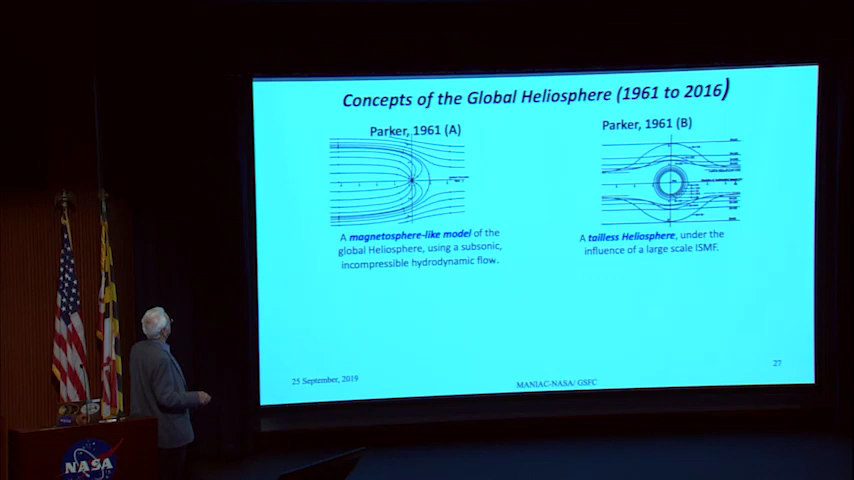 Concepts of the Global Heliosphere (1961 to 2016)
Parker, 1961 (A)
Parker, 1961 (B)
A magnetosphere-like model of the
global Heliosphere, using a subsonic,
incompressible hydrodynamic flow.
A tailless Heliosphere, under the
influence of a large scale ISMF.
25 September, 2019
MANIAC-NASA/ GSFC
27
NASA